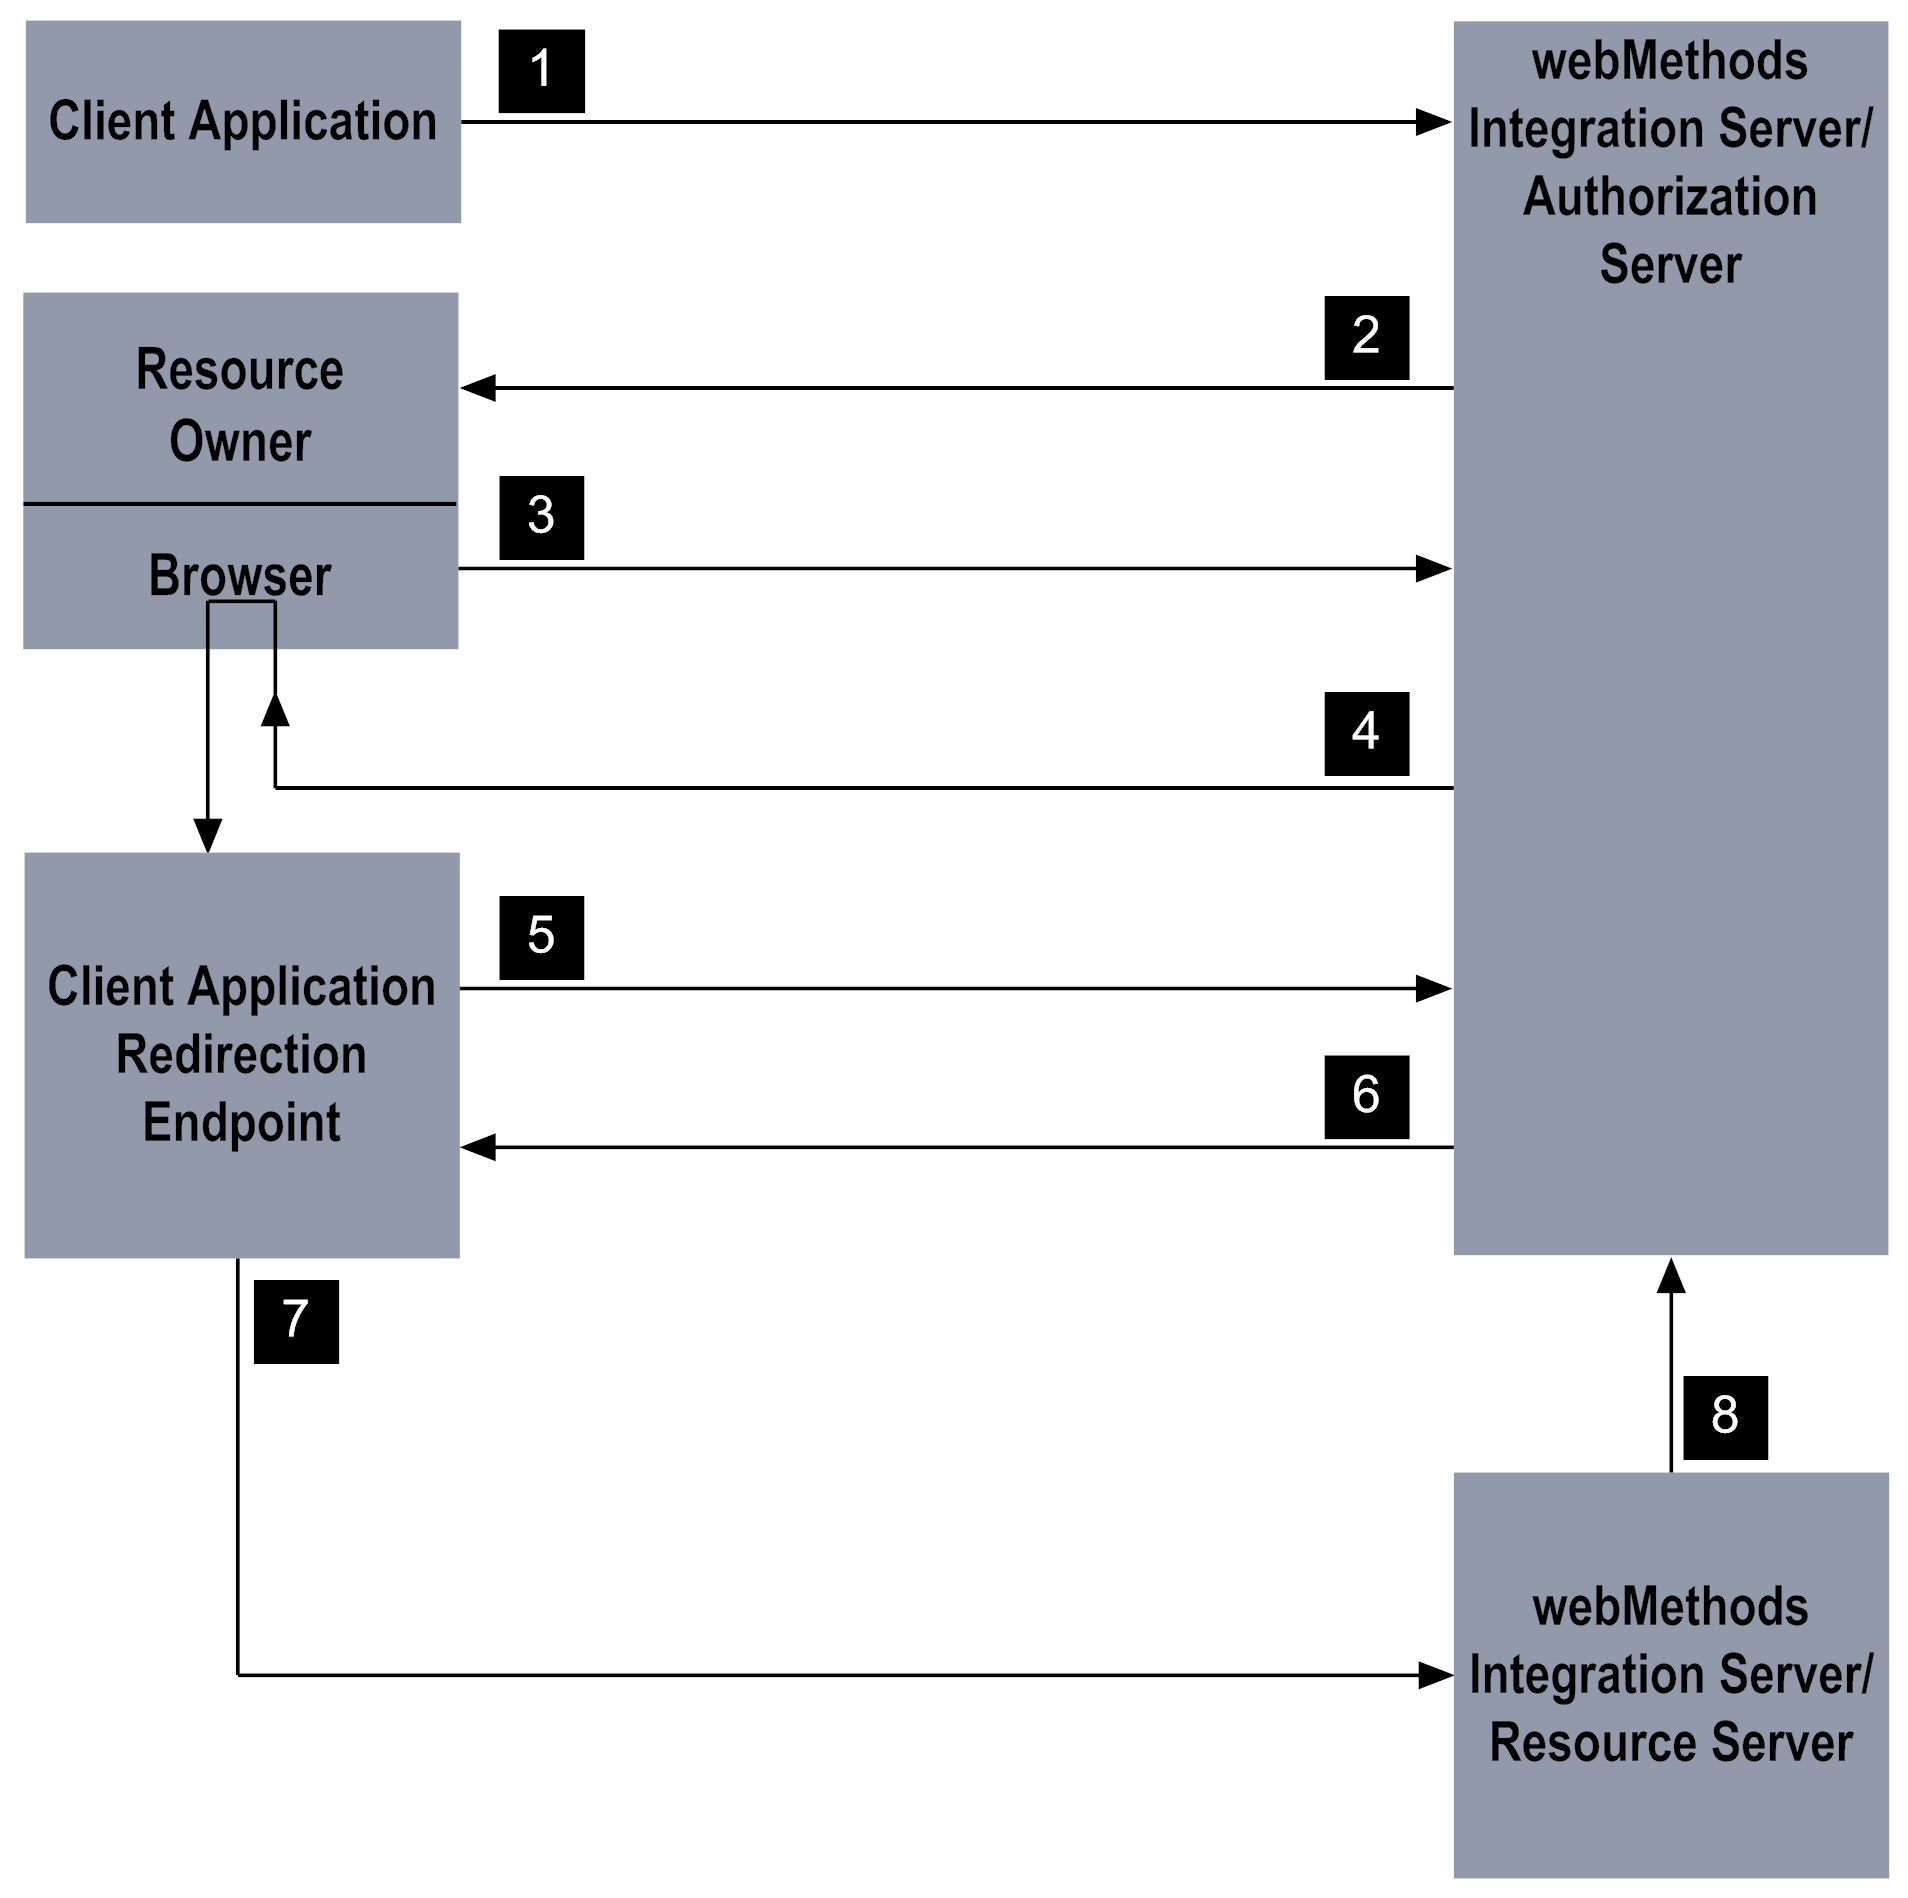 Client Application
1
webMethods
Integration Server/
Authorization
Server
Resource
Owner
2
3
Browser
4
5
Client Application
Redirection
Endpoint
6
7
8
webMethods
Integration Server/
Resource Server